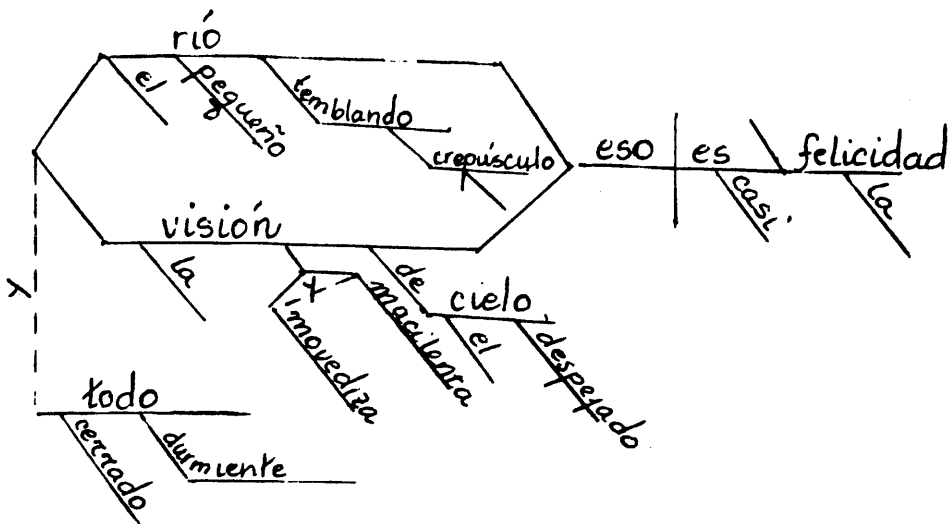 río
el
pequeño
temblando
crepúsculo
eso es felicidad
casi
la
visión
la
y
movediza
macilenta
de
cielo
el
despejado
y
todo
cerrado
durmiente